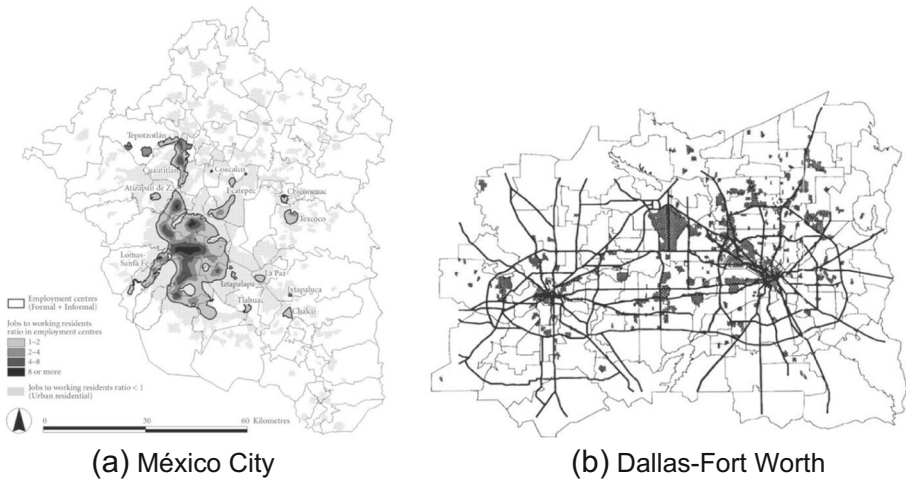 Tepotzotlán
Cuautitlán
Coacalco
Atizapán de Z.
Ecatepec
Chiconcuac
Texcoco
Lomas-
Santa Fe
La Paz
Iztapalapa
Ixtapaluca
Tlahuac
Chalco
Employment centres
(Formal + Informal)
Jobs to working residents
ratio in employment centres
1–2
2–4
4–8
8 or more
Jobs to working residents ratio < 1
(Urban residential)
0 30 60 Kilometres
(a) México City
(b) Dallas-Fort Worth